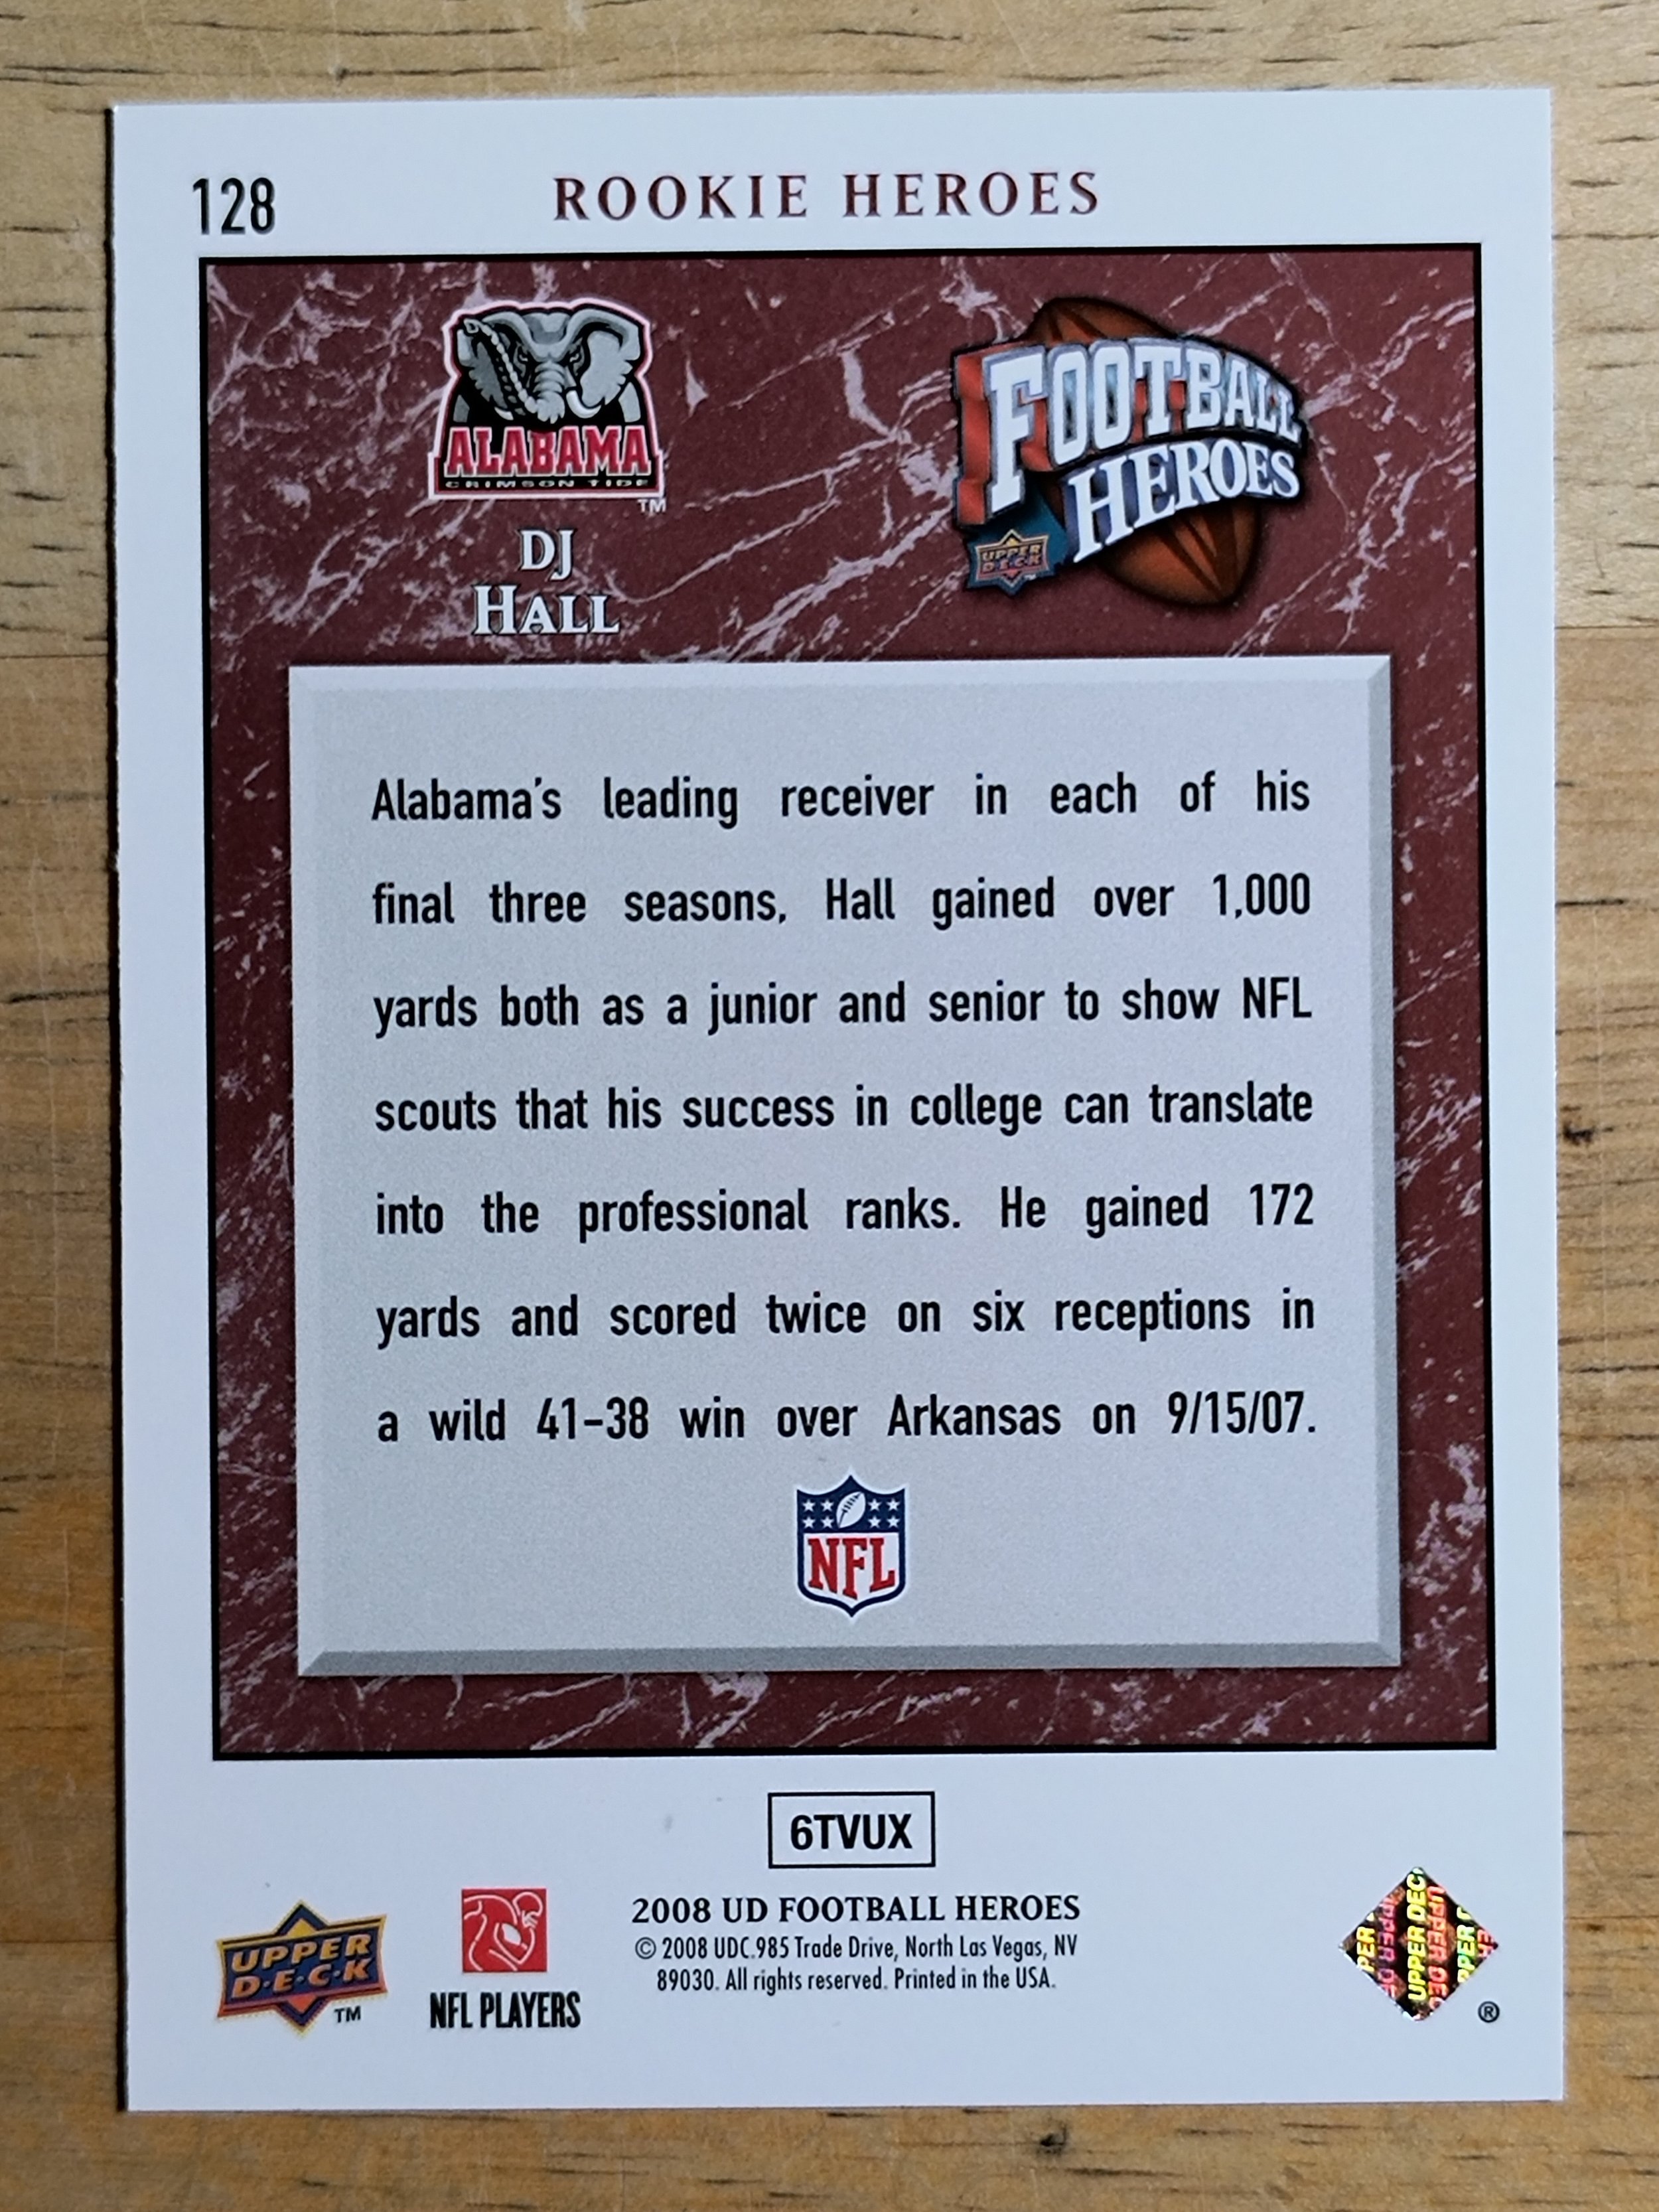 128
ROOKIE HEROES
ALABAMA
CRIMSON TIDE
TM
FOOTBALL
HEROES
UPPER
DECK
DJ
HALL
Alabama's leading receiver in each of his
final three seasons, Hall gained over 1,000
yards both as a junior and senior to show NFL
scouts that his success in college can translate
into the professional ranks. He gained 172
yards and scored twice on six receptions in
a wild 41-38 win over Arkansas on 9/15/07.
NFL
6TVUX
UPPER
D·E·C·K
TM
NFL PLAYERS
2008 UD FOOTBALL HEROES
© 2008 UDC.985 Trade Drive, North Las Vegas, NV
89030. All rights reserved. Printed in the USA.
UPPER DEC
®